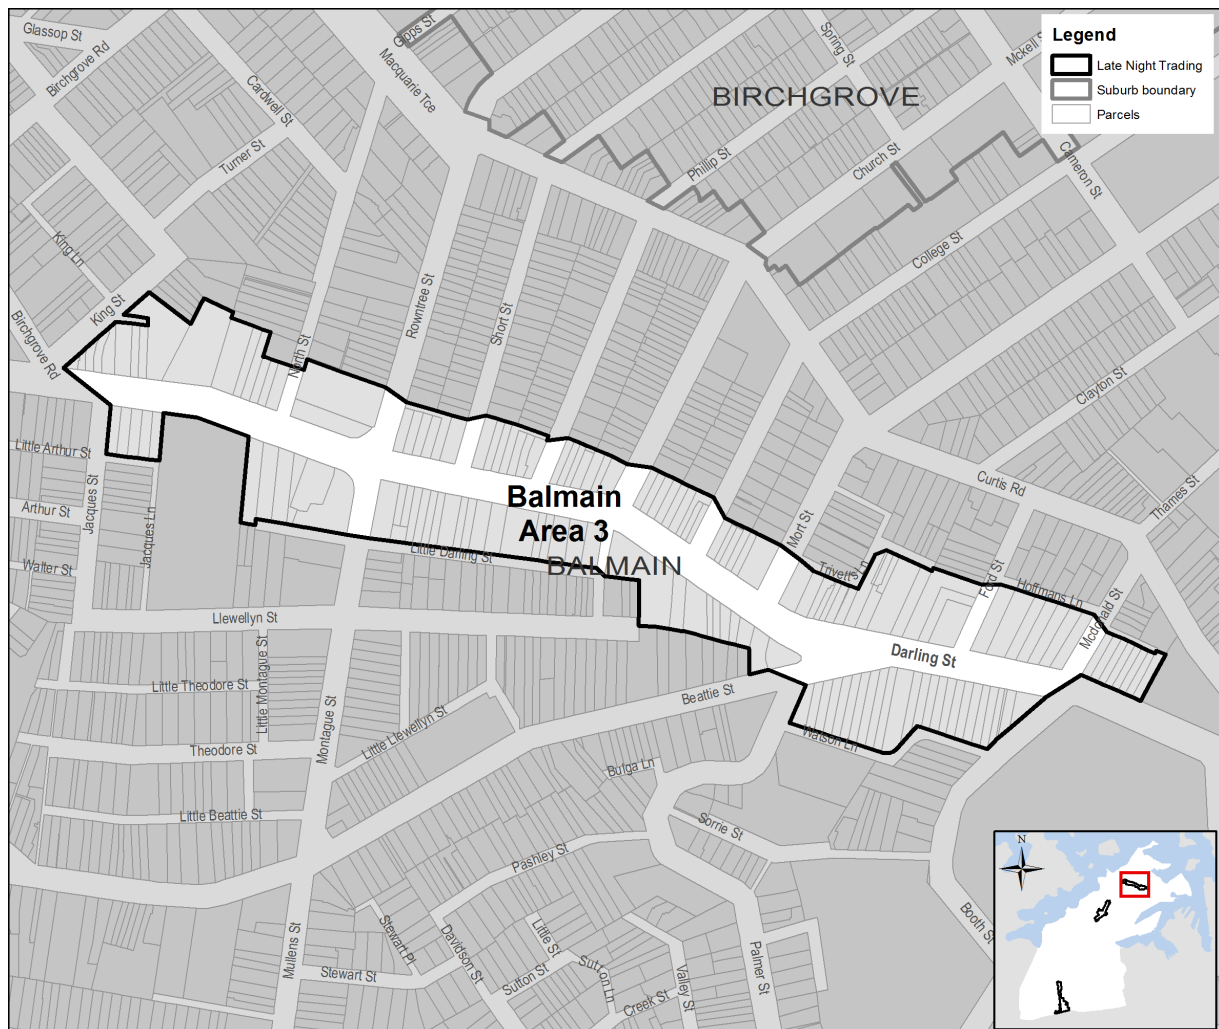 Glassop St
Birchgrove Rd
Cardwell St
Turner St
King Ln
King St
Birchgrove Rd
Gipps St
Macquarie Tce
Spring St
Mckell S
BIRCHGROVE
Phillip St
Church St
Cameron St
College St
Legend
Late Night Trading
Suburb boundary
Parcels
North St
Rowntree St
Short St
Clayton St
Curtis Rd
Thames St
Mort St
Trivetts Ln
Ford St
Hoffmans Ln
Mcdonald St
Little Arthur St
Jacques St
Arthur St
Jacques Ln
Walter St
Balmain
Area 3
BALMAIN
Little Darling St
Darling St
Llewellyn St
Little Montague St
Little Theodore St
Montague St
Theodore St
Little Llewellyn St
Beattie St
Watson Ln
Bulga Ln
Little Beattie St
Sorrie St
Pashley St
Mullens St
Stewart Pl
Stewart St
Davidson St
Little St
Sutton St
Sutton Ln
Creek St
Valley St
Palmer St
Booth St
N